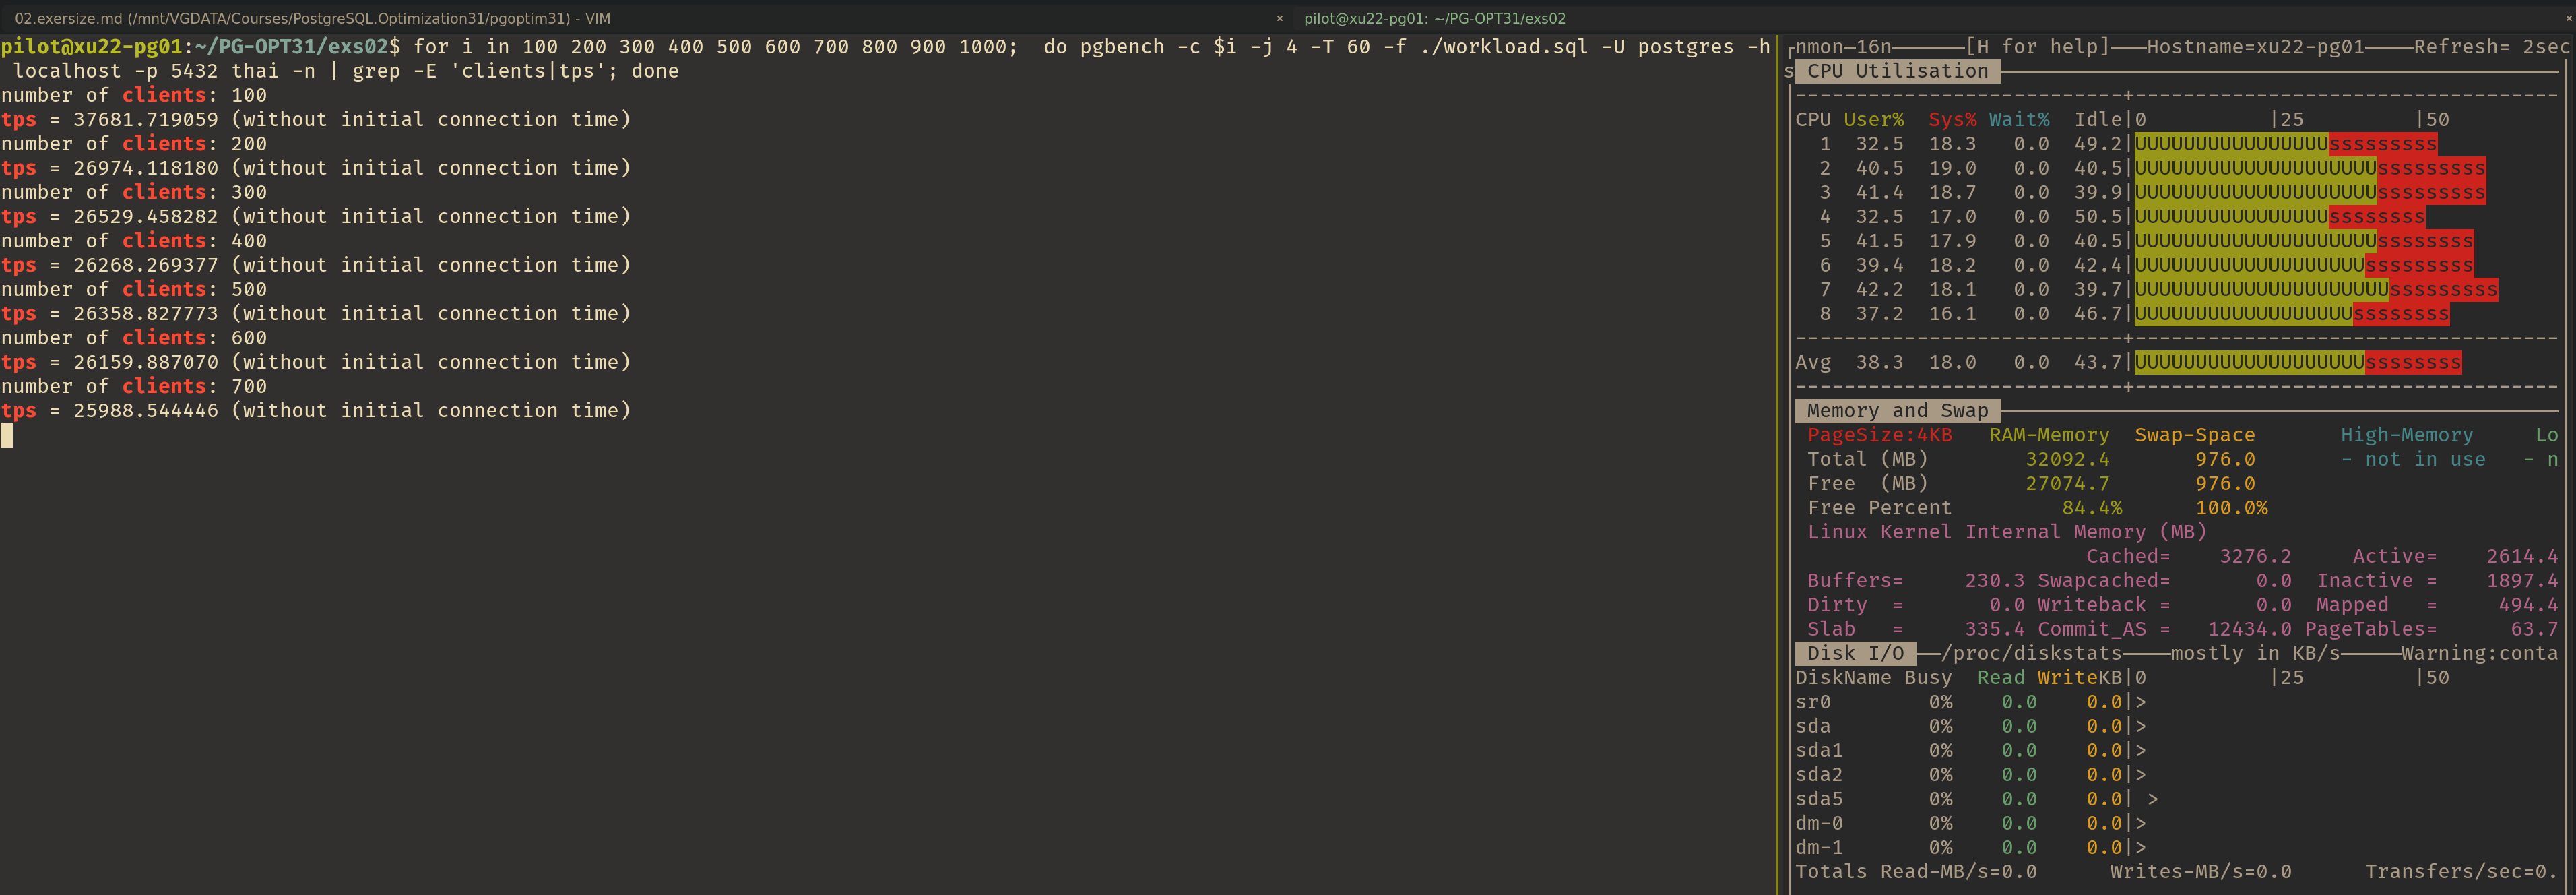 02.exersize.md (/mnt/VGDATA/Courses/PostgreSQL.Optimization31/pgoptim31) - VIM × pilot@xu22-pg01: ~/PG-OPT31/exs02 ×
pilot@xu22-pg01:~/PG-OPT31/exs02$ for i in 100 200 300 400 500 600 700 800 900 1000;  do pgbench -c $i -j 4 -T 60 -f ./workload.sql -U postgres -h
 localhost -p 5432 thai -n | grep -E 'clients|tps'; done
number of clients: 100
tps = 37681.719059 (without initial connection time)
number of clients: 200
tps = 26974.118180 (without initial connection time)
number of clients: 300
tps = 26529.458282 (without initial connection time)
number of clients: 400
tps = 26268.269377 (without initial connection time)
number of clients: 500
tps = 26358.827773 (without initial connection time)
number of clients: 600
tps = 26159.887070 (without initial connection time)
number of clients: 700
tps = 25988.544446 (without initial connection time)
nmon—16n——————[H for help]———Hostname=xu22-pg01————Refresh= 2sec
s CPU Utilisation
---------------------------+-----------------------------------
CPU User%  Sys% Wait%  Idle|0          |25         |50
1  32.5  18.3   0.0  49.2|UUUUUUUUUUUUUUUUsssssssss
2  40.5  19.0   0.0  40.5|UUUUUUUUUUUUUUUUUUUUsssssssss
3  41.4  18.7   0.0  39.9|UUUUUUUUUUUUUUUUUUUUsssssssss
4  32.5  17.0   0.0  50.5|UUUUUUUUUUUUUUUUssssssss
5  41.5  17.9   0.0  40.5|UUUUUUUUUUUUUUUUUUUUssssssss
6  39.4  18.2   0.0  42.4|UUUUUUUUUUUUUUUUUUUsssssssss
7  42.2  18.1   0.0  39.7|UUUUUUUUUUUUUUUUUUUUUsssssssss
8  37.2  16.1   0.0  46.7|UUUUUUUUUUUUUUUUUUssssssss
---------------------------+-----------------------------------
Avg  38.3  18.0   0.0  43.7|UUUUUUUUUUUUUUUUUUUssssssss
---------------------------+-----------------------------------
Memory and Swap
PageSize:4KB   RAM-Memory  Swap-Space       High-Memory     Lo
Total (MB)        32092.4       976.0       - not in use   - n
Free  (MB)        27074.7       976.0
Free Percent         84.4%      100.0%
Linux Kernel Internal Memory (MB)
Cached=    3276.2     Active=    2614.4
Buffers=     230.3 Swapcached=       0.0  Inactive =    1897.4
Dirty  =       0.0 Writeback =       0.0  Mapped   =     494.4
Slab   =     335.4 Commit_AS =   12434.0 PageTables=      63.7
Disk I/O ——/proc/diskstats————mostly in KB/s—————Warning:conta
DiskName Busy  Read WriteKB|0          |25         |50
sr0        0%    0.0    0.0|>
sda        0%    0.0    0.0|>
sda1       0%    0.0    0.0|>
sda2       0%    0.0    0.0|>
sda5       0%    0.0    0.0| >
dm-0       0%    0.0    0.0|>
dm-1       0%    0.0    0.0|>
Totals Read-MB/s=0.0      Writes-MB/s=0.0      Transfers/sec=0.